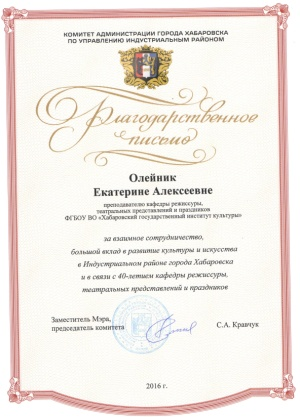 КОМИТЕТ АДМИНИСТРАЦИИ ГОРОДА ХАБАРОВСКА
ПО УПРАВЛЕНИЮ ИНДУСТРИАЛЬНЫМ РАЙОНОМ
Благодарственное
письмо
Олейник
Екатерине Алексеевне
преподавателю кафедры режиссуры,
театральных представлений и праздников
ФГБОУ ВО «Хабаровский государственный институт культуры»
за взаимное сотрудничество,
большой вклад в развитие культуры и искусства
в Индустриальном районе города Хабаровска
и в связи с 40-летием кафедры режиссуры,
театральных представлений и праздников
Заместитель Мэра,
председатель комитета
С.А. Кравчук
2016 г.